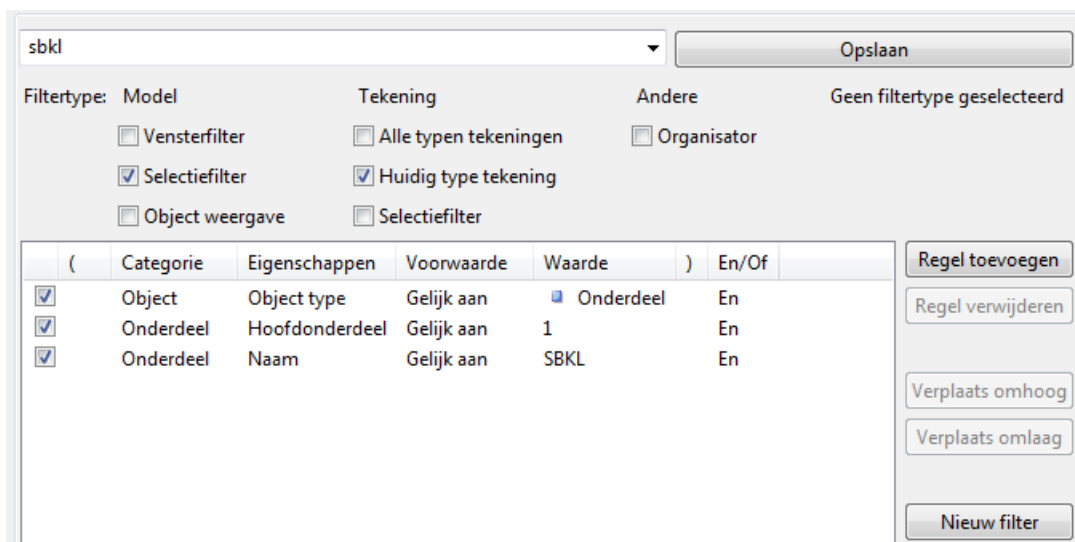 sbkl Opslaan
Filtertype: Model Tekening Andere Geen filtertype geselecteerd
Vensterfilter Alle typen tekeningen Organisator
Selectiefilter Huidig type tekening
Object weergave Selectiefilter
( Categorie Eigenschappen Voorwaarde Waarde ) En/Of Regel toevoegen
Object Object type Gelijk aan Onderdeel En Regel verwijderen
Onderdeel Hoofdonderdeel Gelijk aan 1 En
Onderdeel Naam Gelijk aan SBKL En
Verplaats omhoog
Verplaats omlaag
Nieuw filter